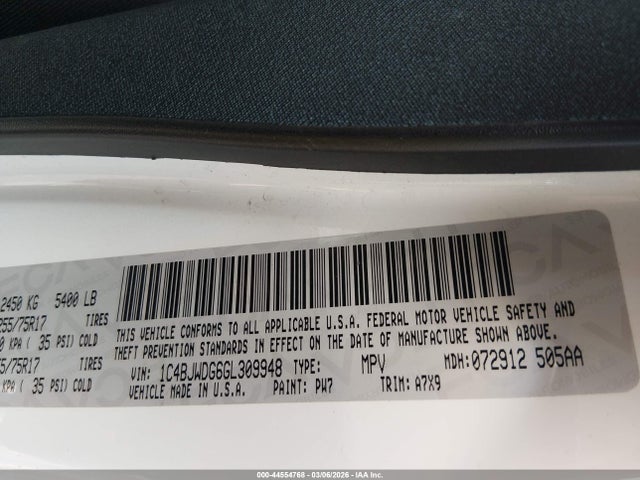 2450 KG 5400 LB
255/75R17 TIRES
KPA ( 35 PSI) COLD
/75R17 TIRES
KPA ( 35 PSI) COLD
THIS VEHICLE CONFORMS TO ALL APPLICABLE U.S.A. FEDERAL MOTOR VEHICLE SAFETY AND
THEFT PREVENTION STANDARDS IN EFFECT ON THE DATE OF MANUFACTURE SHOWN ABOVE.
VIN: 1C4BJWDG6GL309948 TYPE: MPV MDH: 072912 505AA
VEHICLE MADE IN U.S.A. PAINT: PW7 TRIM: A7X9
000-44554768 - 03/06/2026 - IAA Inc.